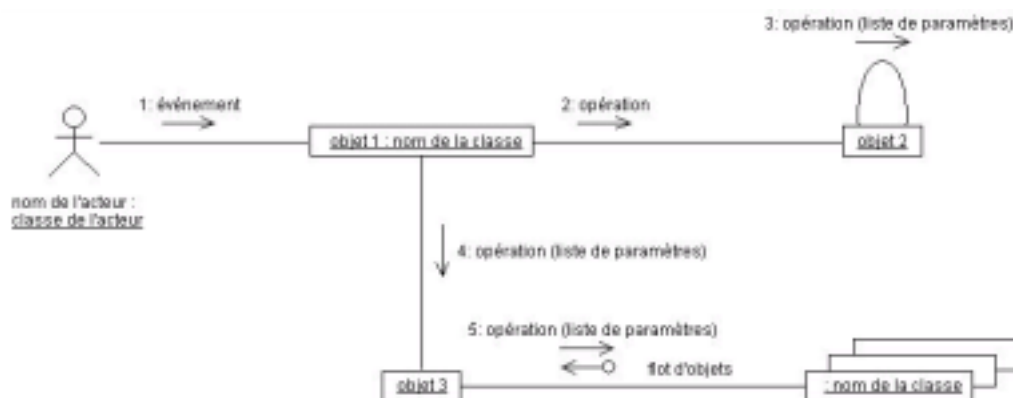 3: opération (liste de paramètres)
1: événement
2: opération
objet 1 : nom de la classe
objet 2
nom de l'acteur :
classe de l'acteur
4: opération (liste de paramètres)
5: opération (liste de paramètres)
flot d'objets
objet 3
: nom de la classe